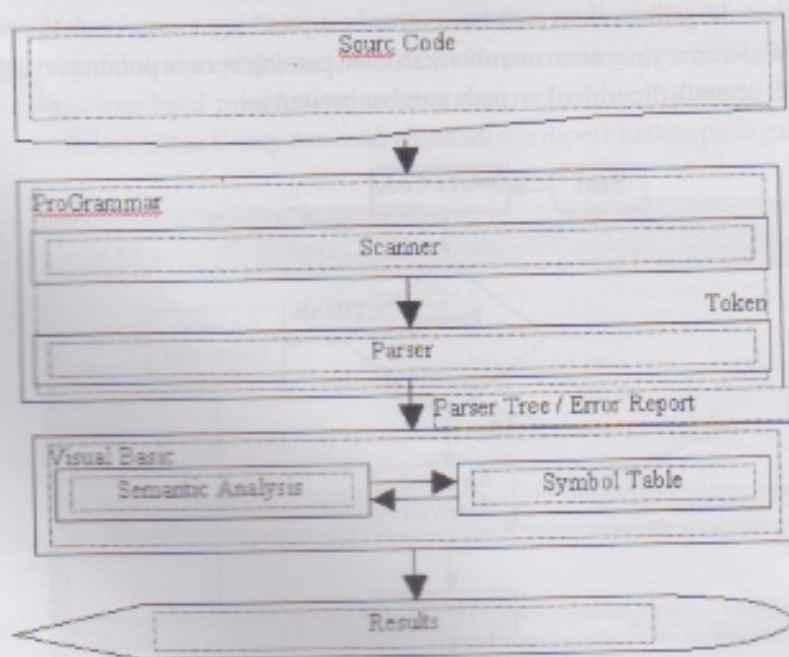 Sourc Code
ProGrammar
Scanner
Token
Parser
Parser Tree / Error Report
Visual Basic
Semantic Analysis
Symbol Table
Results